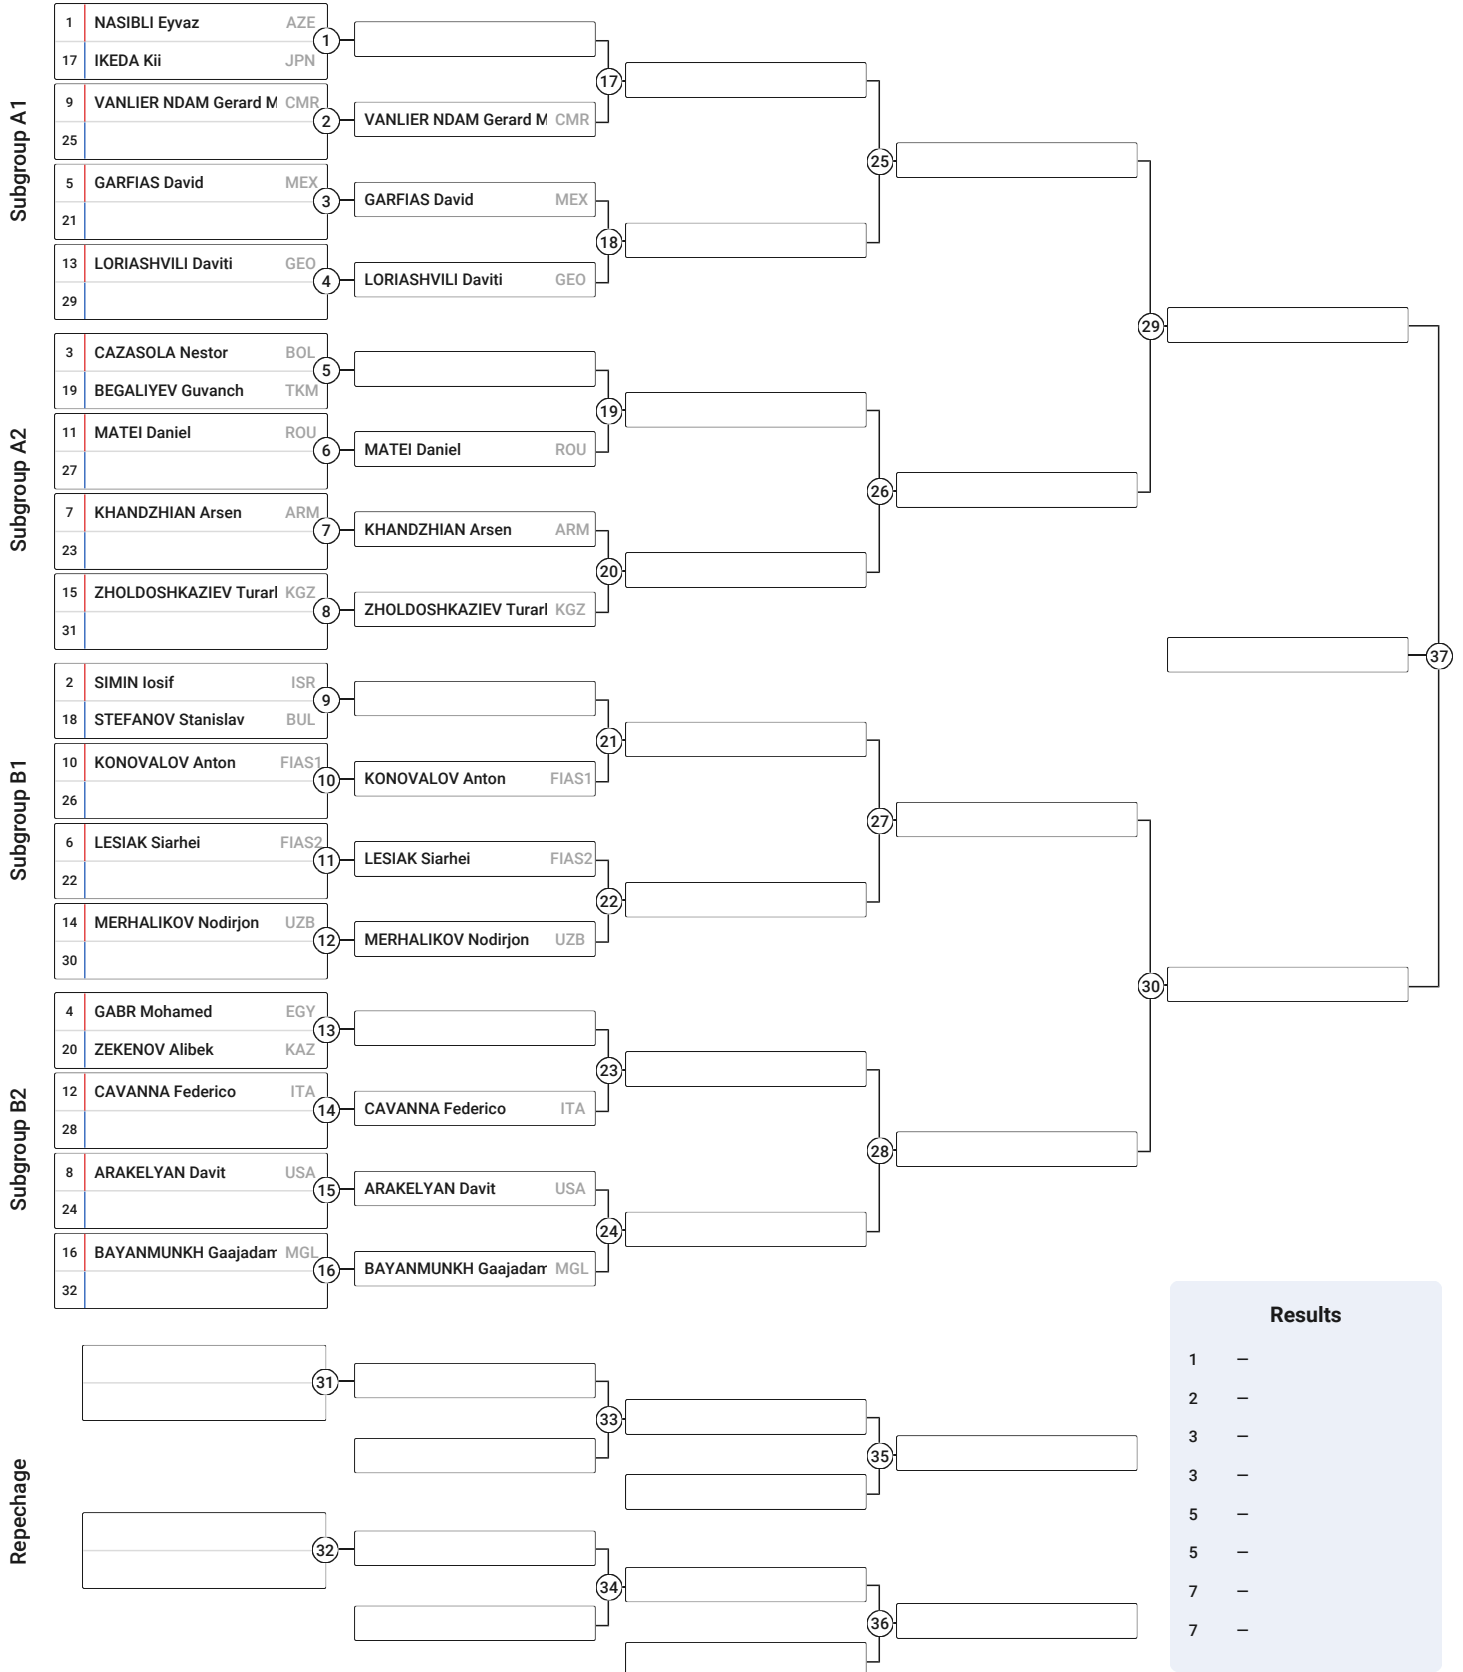 Subgroup A1
1 NASIBLI Eyvaz AZE
17 IKEDA Kii JPN
1
9 VANLIER NDAM Gerard M CMR
25
2
VANLIER NDAM Gerard M CMR
17
5 GARFIAS David MEX
21
3
GARFIAS David MEX
13 LORIASHVILI Daviti GEO
29
4
LORIASHVILI Daviti GEO
18
25
Subgroup A2
3 CAZASOLA Nestor BOL
19 BEGALIYEV Guvanch TKM
5
11 MATEI Daniel ROU
27
6
MATEI Daniel ROU
19
7 KHANDZHIAN Arsen ARM
23
7
KHANDZHIAN Arsen ARM
15 ZHOLDOSHKAZIEV Turarl KGZ
31
8
ZHOLDOSHKAZIEV Turarl KGZ
20
26
29
Subgroup B1
2 SIMIN Iosif ISR
18 STEFANOV Stanislav BUL
9
10 KONOVALOV Anton FIAS1
26
10
KONOVALOV Anton FIAS1
21
6 LESIAK Siarhei FIAS2
22
11
LESIAK Siarhei FIAS2
14 MERHALIKOV Nodirjon UZB
30
12
MERHALIKOV Nodirjon UZB
22
27
Subgroup B2
4 GABR Mohamed EGY
20 ZEKENOV Alibek KAZ
13
12 CAVANNA Federico ITA
28
14
CAVANNA Federico ITA
23
8 ARAKELYAN Davit USA
24
15
ARAKELYAN Davit USA
16 BAYANMUNKH Gaajadam MGL
32
16
BAYANMUNKH Gaajadam MGL
24
28
30
37
Repechage
31
33
35
32
34
36
Results
1 –
2 –
3 –
3 –
5 –
5 –
7 –
7 –